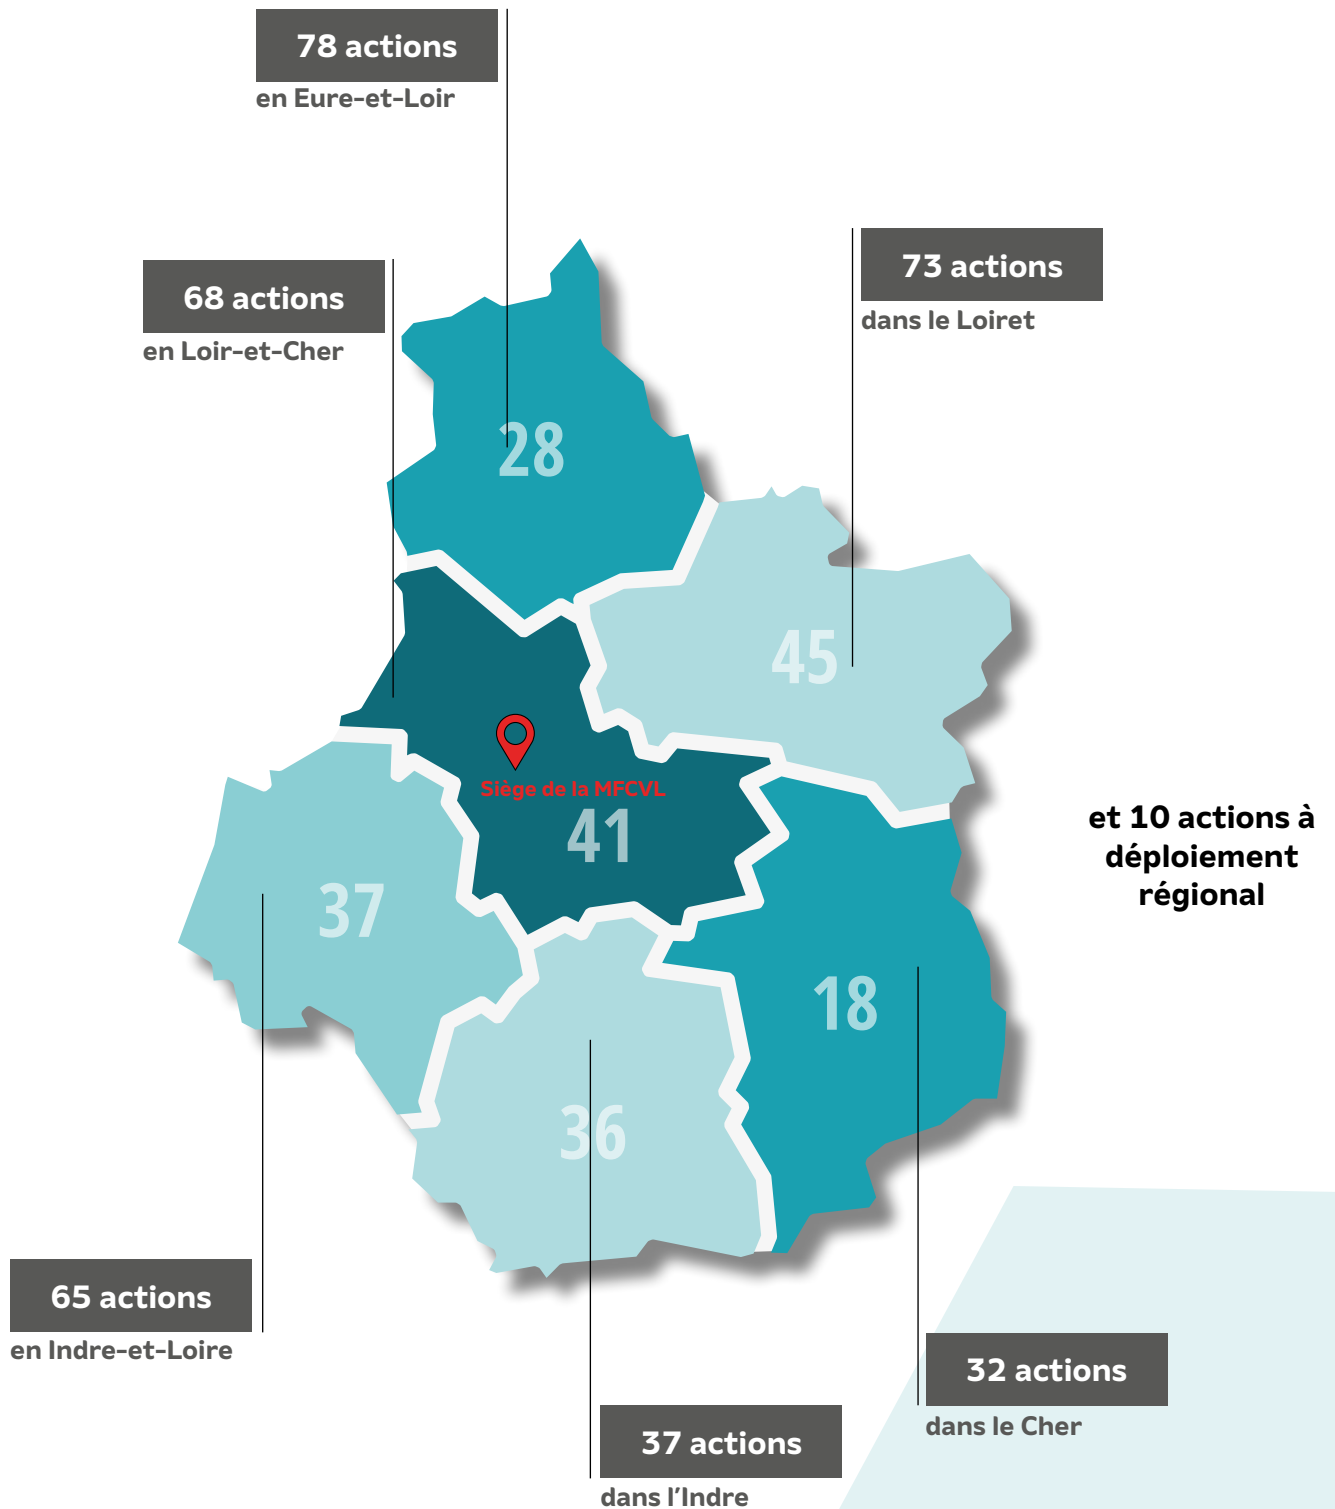 78 actions
en Eure-et-Loir
73 actions
dans le Loiret
68 actions
en Loir-et-Cher
28
45
Siège de la MFCVL
41
et 10 actions à
déploiement
régional
37
18
36
65 actions
en Indre-et-Loire
32 actions
dans le Cher
37 actions
dans l'Indre